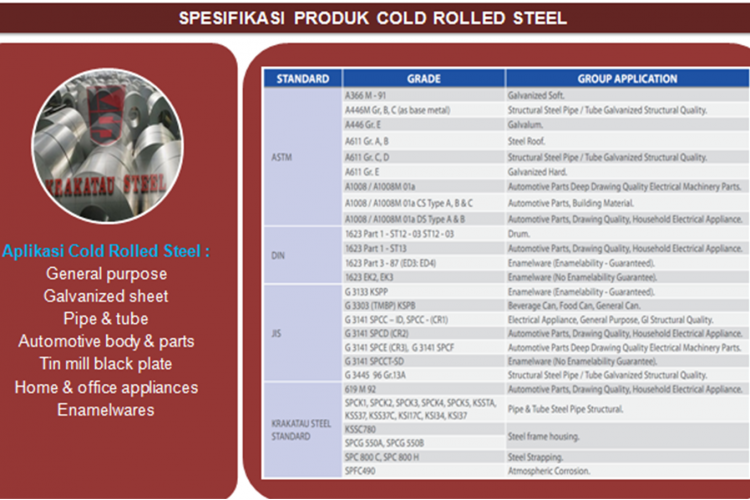 SPESIFIKASI PRODUK COLD ROLLED STEEL
KRAKATAU STEEL
Aplikasi Cold Rolled Steel :
General purpose
Galvanized sheet
Pipe & tube
Automotive body & parts
Tin mill black plate
Home & office appliances
Enamelwares
STANDARD GRADE GROUP APPLICATION
ASTM
A366 M - 91 Galvanized Soft.
A446M Gr, B, C (as base metal) Structural Steel Pipe / Tube Galvanized Structural Quality.
A446 Gr. E Galvalum.
A611 Gr. A, B Steel Roof.
A611 Gr. C, D Structural Steel Pipe / Tube Galvanized Structural Quality.
A611 Gr. E Galvanized Hard.
A1008 / A1008M 01a Automotive Parts Deep Drawing Quality Electrical Machinery Parts.
A1008 / A1008M 01a CS Type A, B & C Automotive Parts, Building Material.
A1008 / A1008M 01a DS Type A & B Automotive Parts, Drawing Quality, Household Electrical Appliance.
DIN
1623 Part 1 - ST12 - 03 ST12 - 03 Drum.
1623 Part 1 - ST13 Automotive Parts, Drawing Quality, Household Electrical Appliance.
1623 Part 3 - 87 (ED3; ED4) Enamelware (Enamelability - Guaranteed).
1623 EK2, EK3 Enamelware (No Enamelability Guarantee).
JIS
G 3133 KSPP Enamelware (Enamelability - Guaranteed).
G 3303 (TMBP) KSPB Beverage Can, Food Can, General Can.
G 3141 SPCC – ID, SPCC - (CR1) Electrical Appliance, General Purpose, GI Structural Quality.
G 3141 SPCD (CR2) Automotive Parts, Drawing Quality, Household Electrical Appliance.
G 3141 SPCE (CR3), G 3141 SPCF Automotive Parts Deep Drawing Quality Electrical Machinery Parts.
G 3141 SPCCT-SD Enamelware (No Enamelability Guarantee).
G 3445 96 Gr.13A Structural Steel Pipe / Tube Galvanized Structural Quality.
KRAKATAU STEEL
STANDARD
619 M 92 Automotive Parts, Drawing Quality, Household Electrical Appliance.
SPCK1, SPCK2, SPCK3, SPCK4, SPCK5, KSSTA,
KSS37, KSS37C, KSI17C, KSI34, KSI37 Pipe & Tube Steel Pipe Structural.
KSSC780
SPCG 550A, SPCG 550B Steel frame housing.
SPC 800 C, SPC 800 H Steel Strapping.
SPFC490 Atmospheric Corrosion.